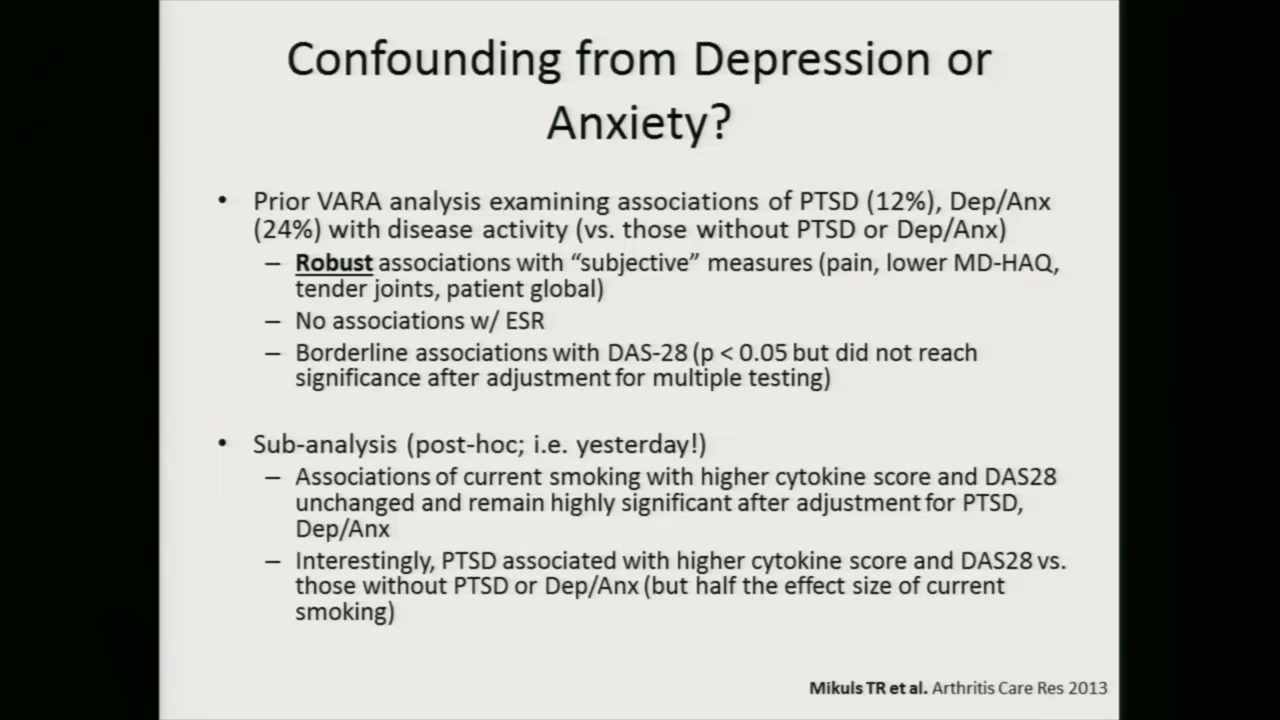 Confounding from Depression or
Anxiety?
• Prior VARA analysis examining associations of PTSD (12%), Dep/Anx
(24%) with disease activity (vs. those without PTSD or Dep/Anx)
– Robust associations with “subjective” measures (pain, lower MD-HAQ,
tender joints, patient global)
– No associations w/ ESR
– Borderline associations with DAS-28 (p < 0.05 but did not reach
significance after adjustment for multiple testing)
• Sub-analysis (post-hoc; i.e. yesterday!)
– Associations of current smoking with higher cytokine score and DAS28
unchanged and remain highly significant after adjustment for PTSD,
Dep/Anx
– Interestingly, PTSD associated with higher cytokine score and DAS28 vs.
those without PTSD or Dep/Anx (but half the effect size of current
smoking)
Mikuls TR et al. Arthritis Care Res 2013